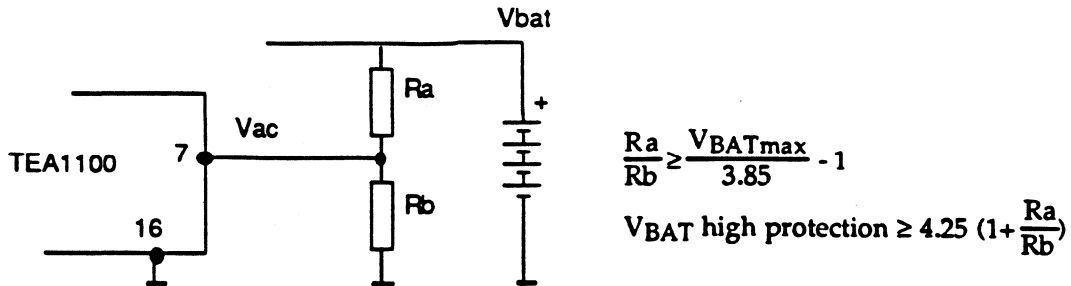 Vbat
Ra
+
Vac
7
TEA1100
Rb
16
Ra/Rb ≥ VBATmax/3.85 - 1
VBAT high protection ≥ 4.25 (1+Ra/Rb)